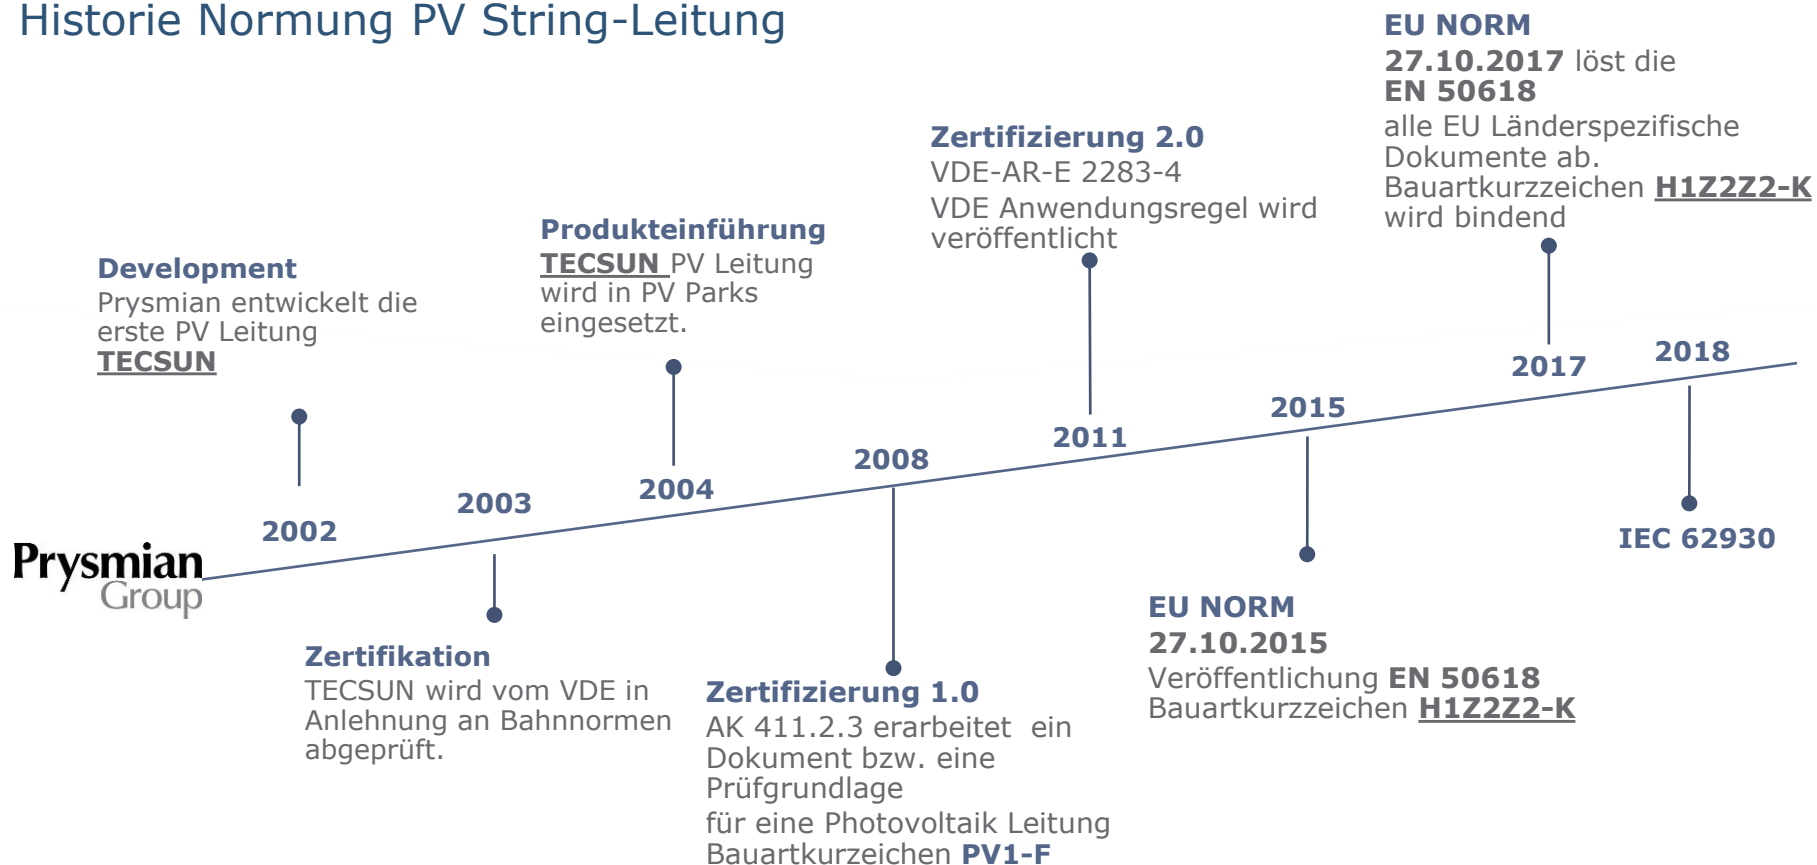 Historie Normung PV String-Leitung
EU NORM
27.10.2017 löst die
EN 50618
alle EU Länderspezifische
Dokumente ab.
Bauartkurzzeichen H1Z2Z2-K
wird bindend
Zertifizierung 2.0
VDE-AR-E 2283-4
VDE Anwendungsregel wird
veröffentlicht
Produkteinführung
TECSUN PV Leitung
wird in PV Parks
eingesetzt.
Development
Prysmian entwickelt die
erste PV Leitung
TECSUN
2002
2003
2004
2008
2011
2015
2017
2018
Prysmian
Group
Zertifikation
TECSUN wird vom VDE in
Anlehnung an Bahnnormen
abgeprüft.
Zertifizierung 1.0
AK 411.2.3 erarbeitet ein
Dokument bzw. eine
Prüfgrundlage
für eine Photovoltaik Leitung
Bauartkurzeichen PV1-F
EU NORM
27.10.2015
Veröffentlichung EN 50618
Bauartkurzzeichen H1Z2Z2-K
IEC 62930